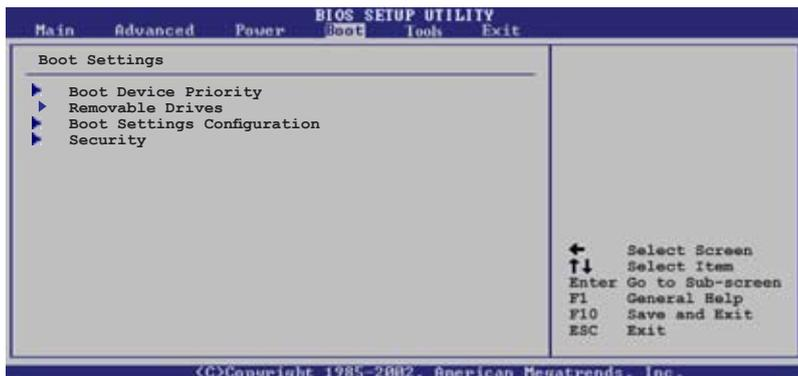 BIOS SETUP UTILITY
Main Advanced Power Boot Tools Exit
Boot Settings
Boot Device Priority
Removable Drives
Boot Settings Configuration
Security
← Select Screen
↑↓ Select Item
Enter Go to Sub-screen
F1 General Help
F10 Save and Exit
ESC Exit
(C)Copyright 1985-2002, American Megatrends, Inc.